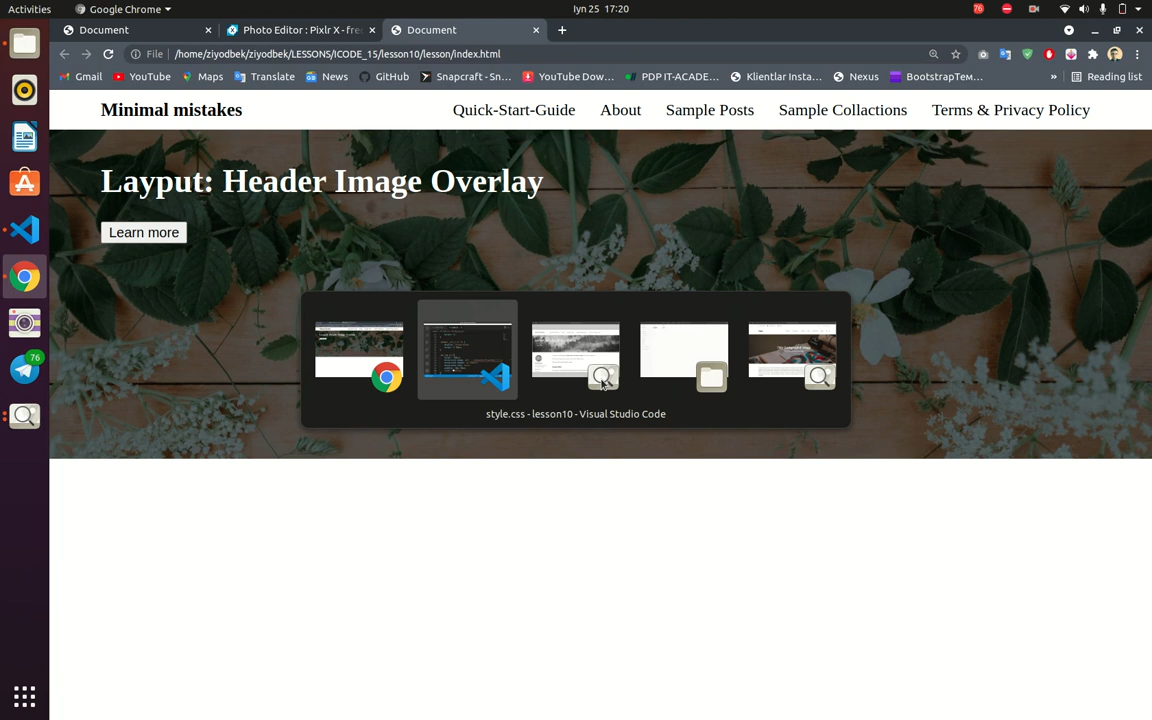 Activities
Google Chrome
Iyn 25 17:20
76
Document
Photo Editor : Pixlr X - fre
Document
File
/home/ziyodbek/ziyodbek/LESSONS/ICODE_15/lesson10/lesson/index.html
Gmail
YouTube
Maps
Translate
News
GitHub
Snapcraft - Sn…
YouTube Dow…
PDP IT-ACADE…
Klientlar Insta…
Nexus
BootstrapTем…
»
Reading list
Minimal mistakes
Quick-Start-Guide
About
Sample Posts
Sample Collactions
Terms & Privacy Policy
Layput: Header Image Overlay
Learn more
style.css - lesson10 - Visual Studio Code
76